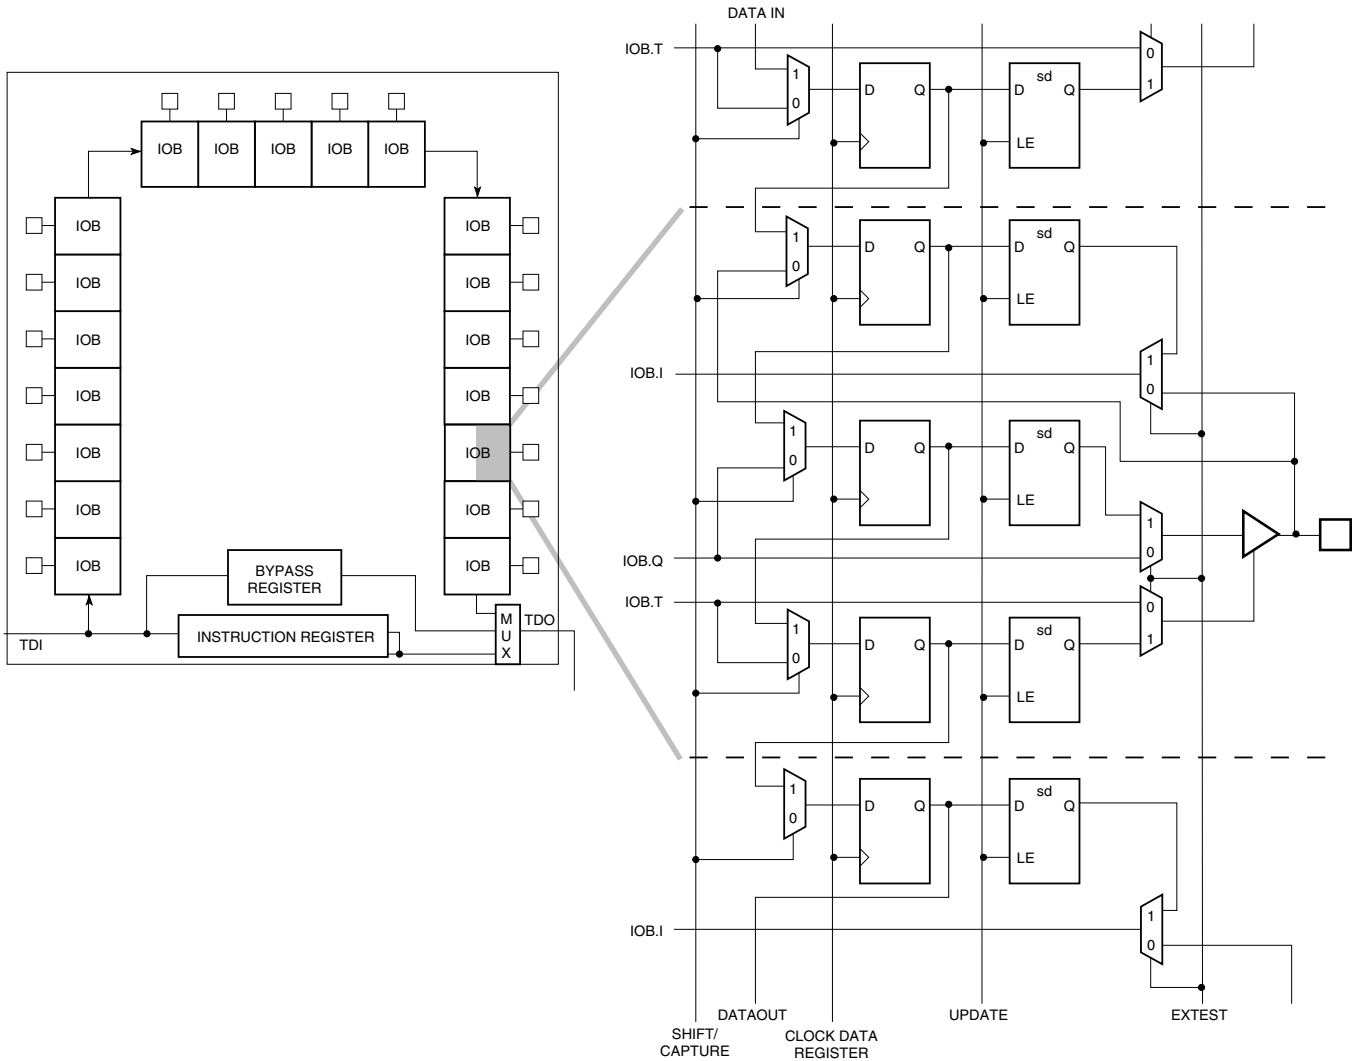 IOB IOB IOB IOB IOB
IOB
IOB
IOB
IOB
IOB
IOB
IOB
IOB
IOB
IOB
IOB
IOB
IOB
IOB
BYPASS
REGISTER
INSTRUCTION REGISTER
M
U
X
TDO
TDI
DATA IN
IOB.T
1
0
D Q
D sd Q
LE
0
1
1
0
D Q
D sd Q
LE
IOB.I
1
0
1
0
D Q
D sd Q
LE
1
0
IOB.Q
IOB.T
0
1
1
0
D Q
D sd Q
LE
1
0
D Q
D sd Q
LE
IOB.I
1
0
SHIFT/
CAPTURE
DATAOUT
CLOCK DATA
REGISTER
UPDATE
EXTEST